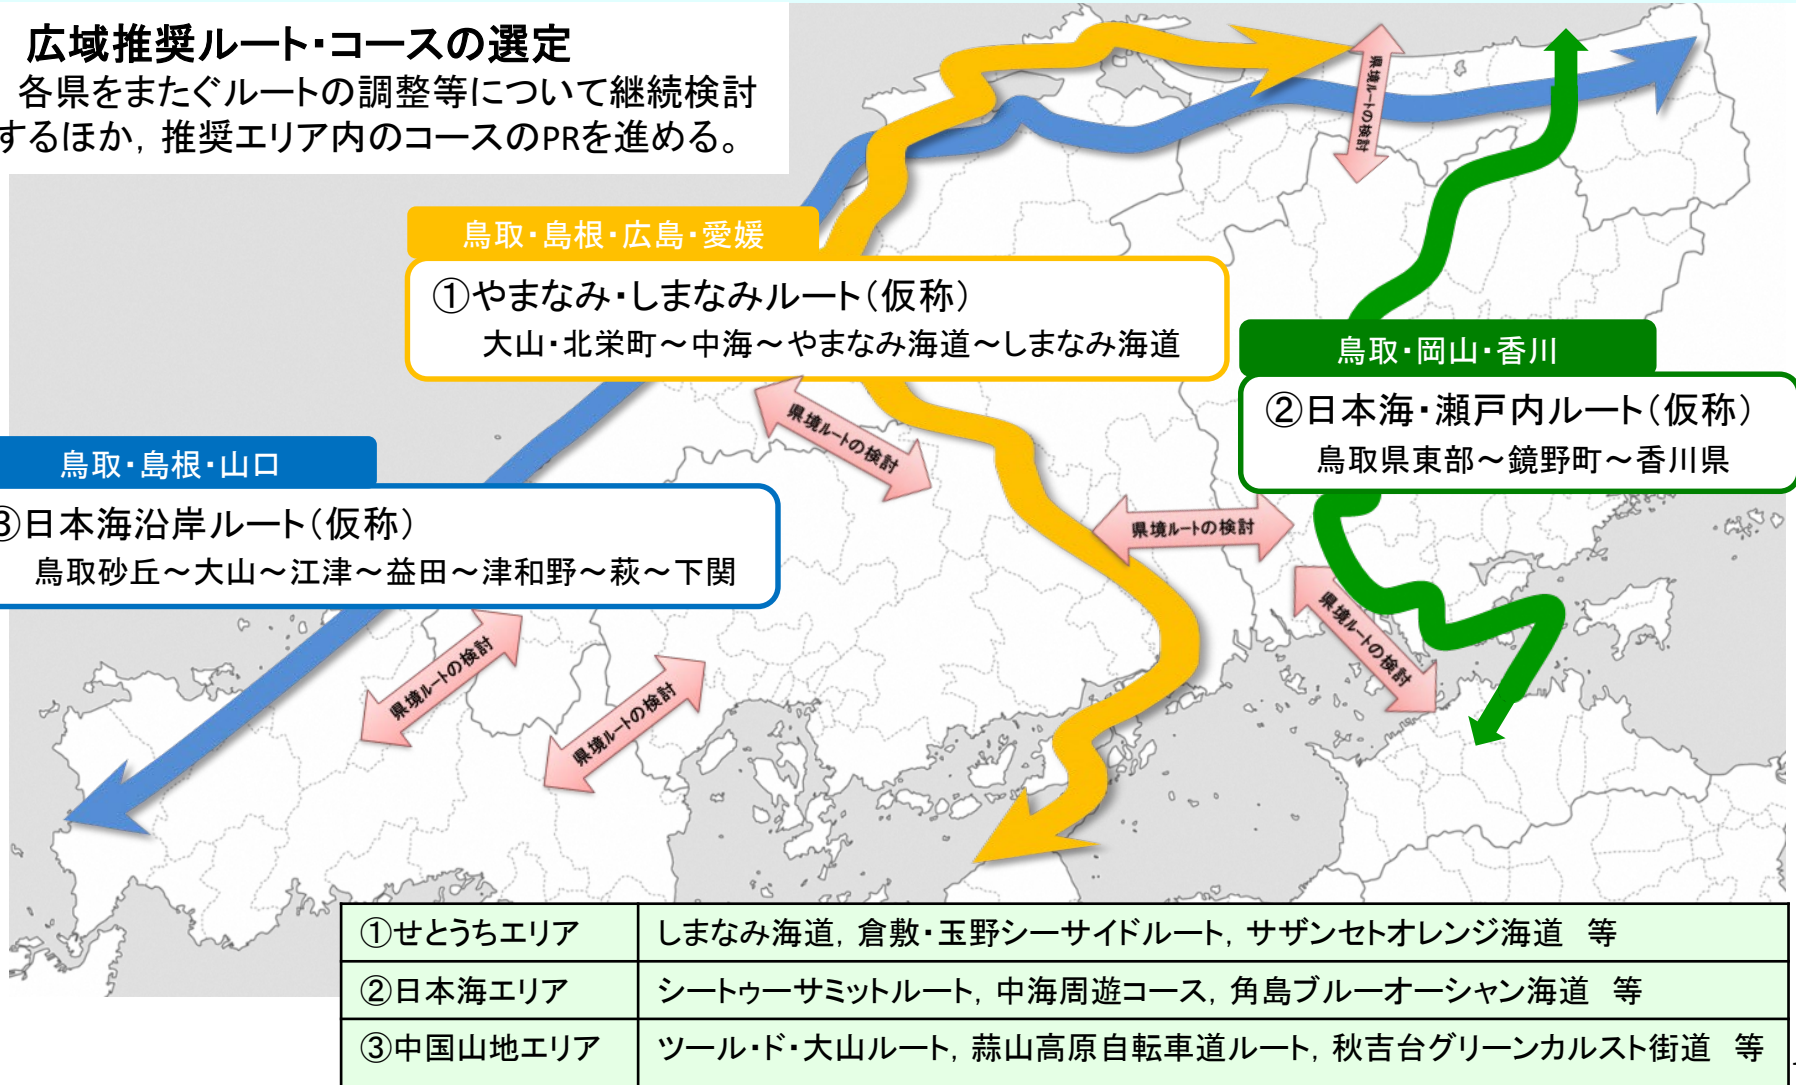 広域推奨ルート・コースの選定
各県をまたぐルートの調整等について継続検討
するほか，推奨エリア内のコースのPRを進める。
県境ルートの検討
鳥取・島根・広島・愛媛
①やまなみ・しまなみルート（仮称）
大山・北栄町～中海～やまなみ海道～しまなみ海道
鳥取・岡山・香川
②日本海・瀬戸内ルート（仮称）
鳥取県東部～鏡野町～香川県
県境ルートの検討
鳥取・島根・山口
③日本海沿岸ルート（仮称）
鳥取砂丘～大山～江津～益田～津和野～萩～下関
県境ルートの検討
県境ルートの検討
県境ルートの検討
県境ルートの検討
①せとうちエリア しまなみ海道，倉敷・玉野シーサイドルート，サザンセトオレンジ海道 等
②日本海エリア シートゥーサミットルート，中海周遊コース，角島ブルーオーシャン海道 等
③中国山地エリア ツール・ド・大山ルート，蒜山高原自転車道ルート，秋吉台グリーンカルスト街道 等